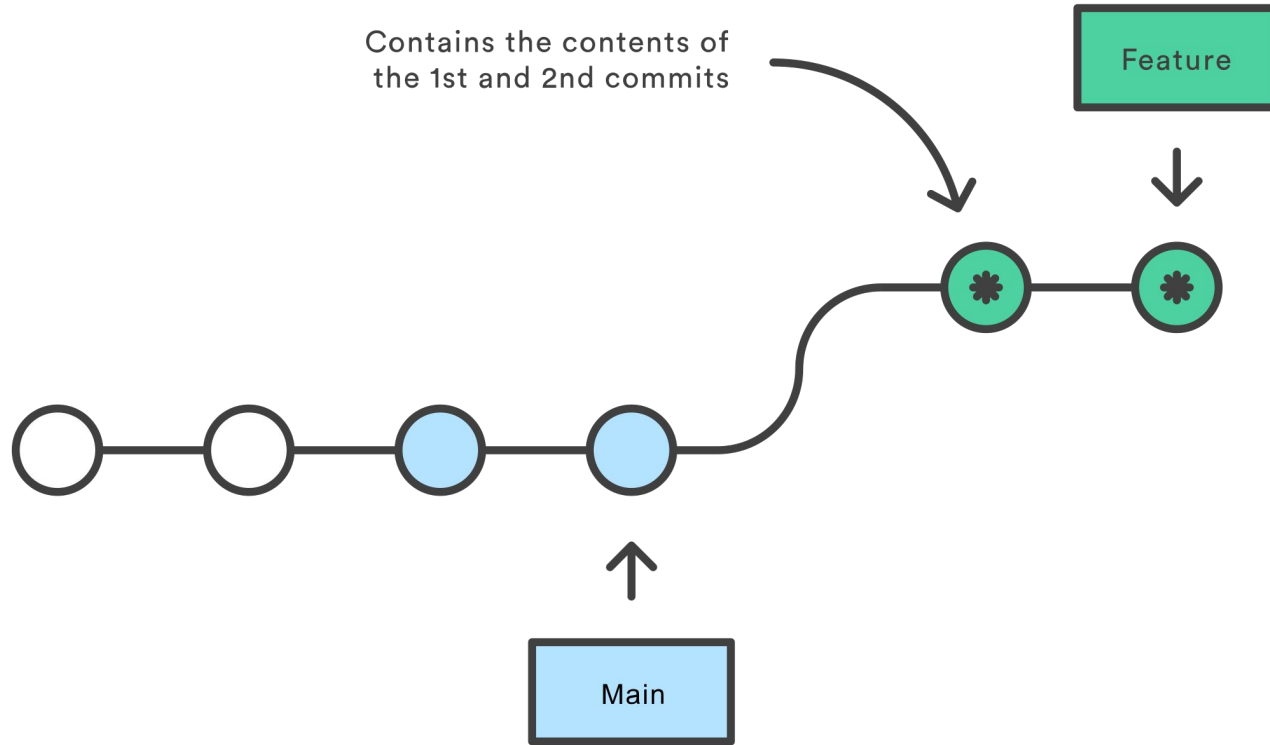 Contains the contents of
the 1st and 2nd commits
Feature
Main